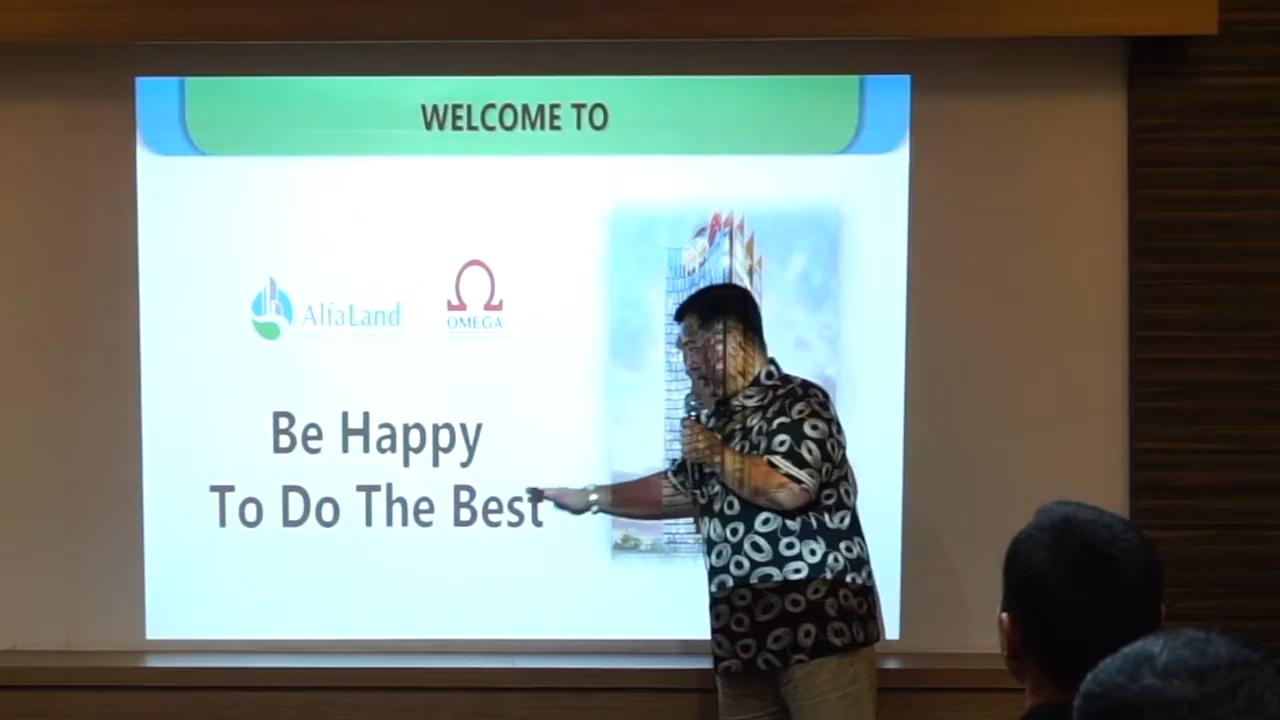 WELCOME TO
AlfaLand
OMEGA
Be Happy
To Do The Best